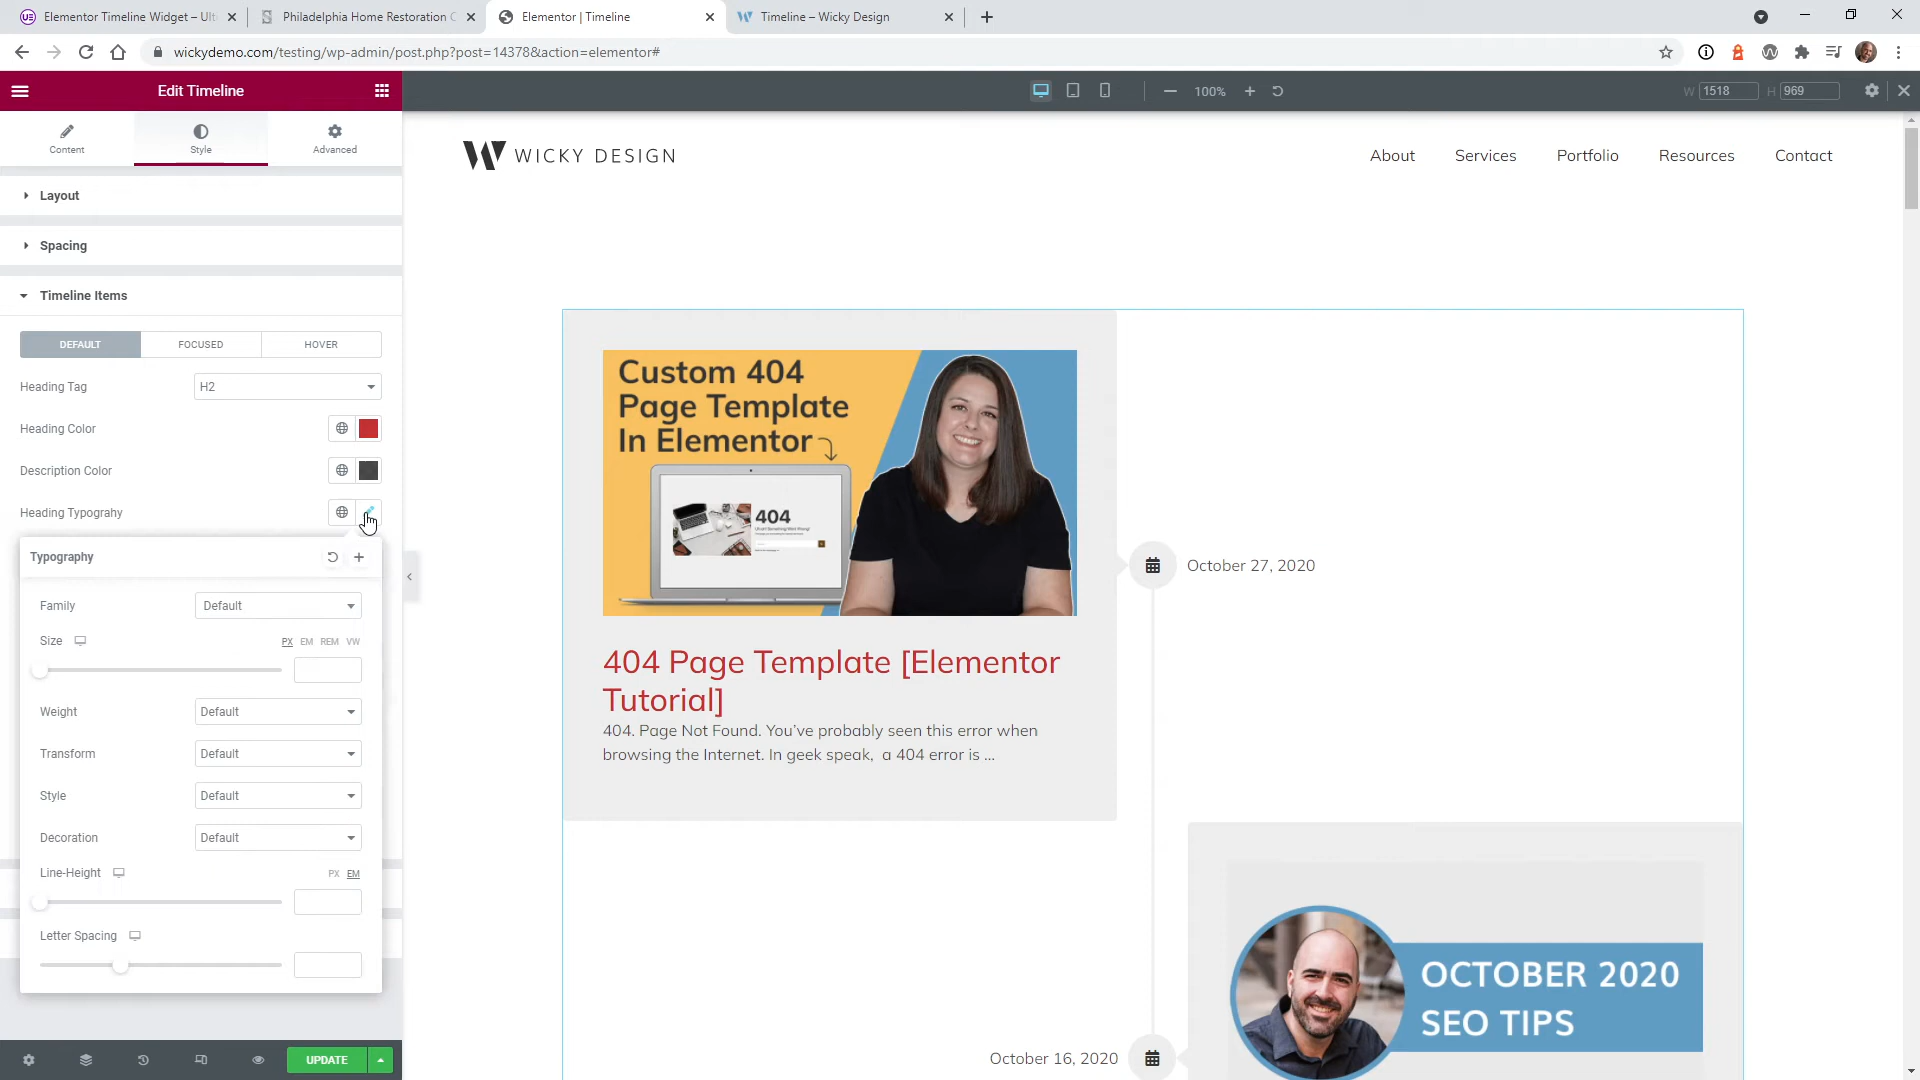 Elementor Timeline Widget – Ult
Philadelphia Home Restoration C
Elementor | Timeline
Timeline – Wicky Design
wickydemo.com/testing/wp-admin/post.php?post=14378&action=elementor#
Edit Timeline
100%
W 1518 H 969
Content
Style
Advanced
Layout
Spacing
Timeline Items
DEFAULT FOCUSED HOVER
Heading Tag H2
Heading Color
Description Color
Heading Typograhy
Typography
Family Default
Size PX EM REM VW
Weight Default
Transform Default
Style Default
Decoration Default
Line-Height PX EM
Letter Spacing
UPDATE
WICKY DESIGN
About Services Portfolio Resources Contact
Custom 404
Page Template
In Elementor
404
October 27, 2020
404 Page Template [Elementor
Tutorial]
404. Page Not Found. You’ve probably seen this error when
browsing the Internet. In geek speak,  a 404 error is ...
OCTOBER 2020
SEO TIPS
October 16, 2020